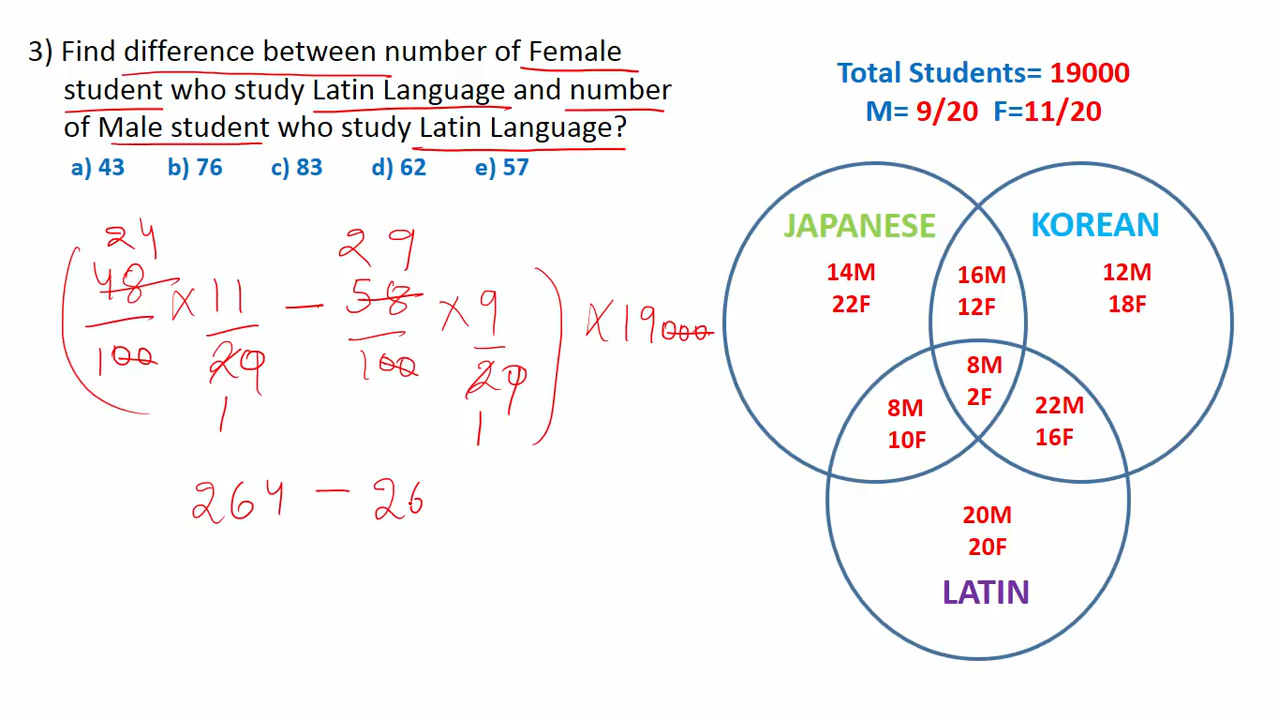 3) Find difference between number of Female
student who study Latin Language and number
of Male student who study Latin Language?
a) 43 b) 76 c) 83 d) 62 e) 57
Total Students= 19000
M= 9/20 F=11/20
24 29
( 48/100 × 11/20 − 58/100 × 9/20 ) × 19000
1 1
264 − 26
JAPANESE
14M
22F
16M
12F
KOREAN
12M
18F
8M
2F
8M
10F
22M
16F
20M
20F
LATIN